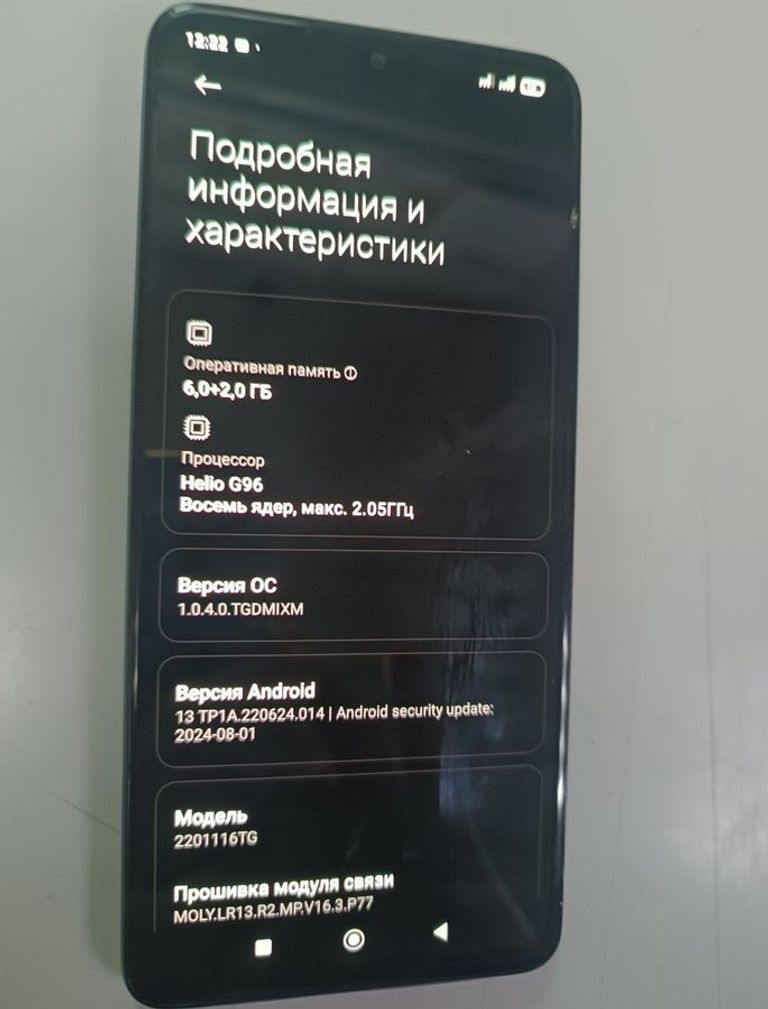 12:22
Подробная
информация и
характеристики
Оперативная память
6,0+2,0 ГБ
Процессор
Helio G96
Восемь ядер, макс. 2.05ГГц
Версия ОС
1.0.4.0.TGDMIXM
Версия Android
13 TP1A.220624.014 | Android security update:
2024-08-01
Модель
2201116TG
Прошивка модуля связи
MOLY.LR13.R2.MP.V16.3.P77